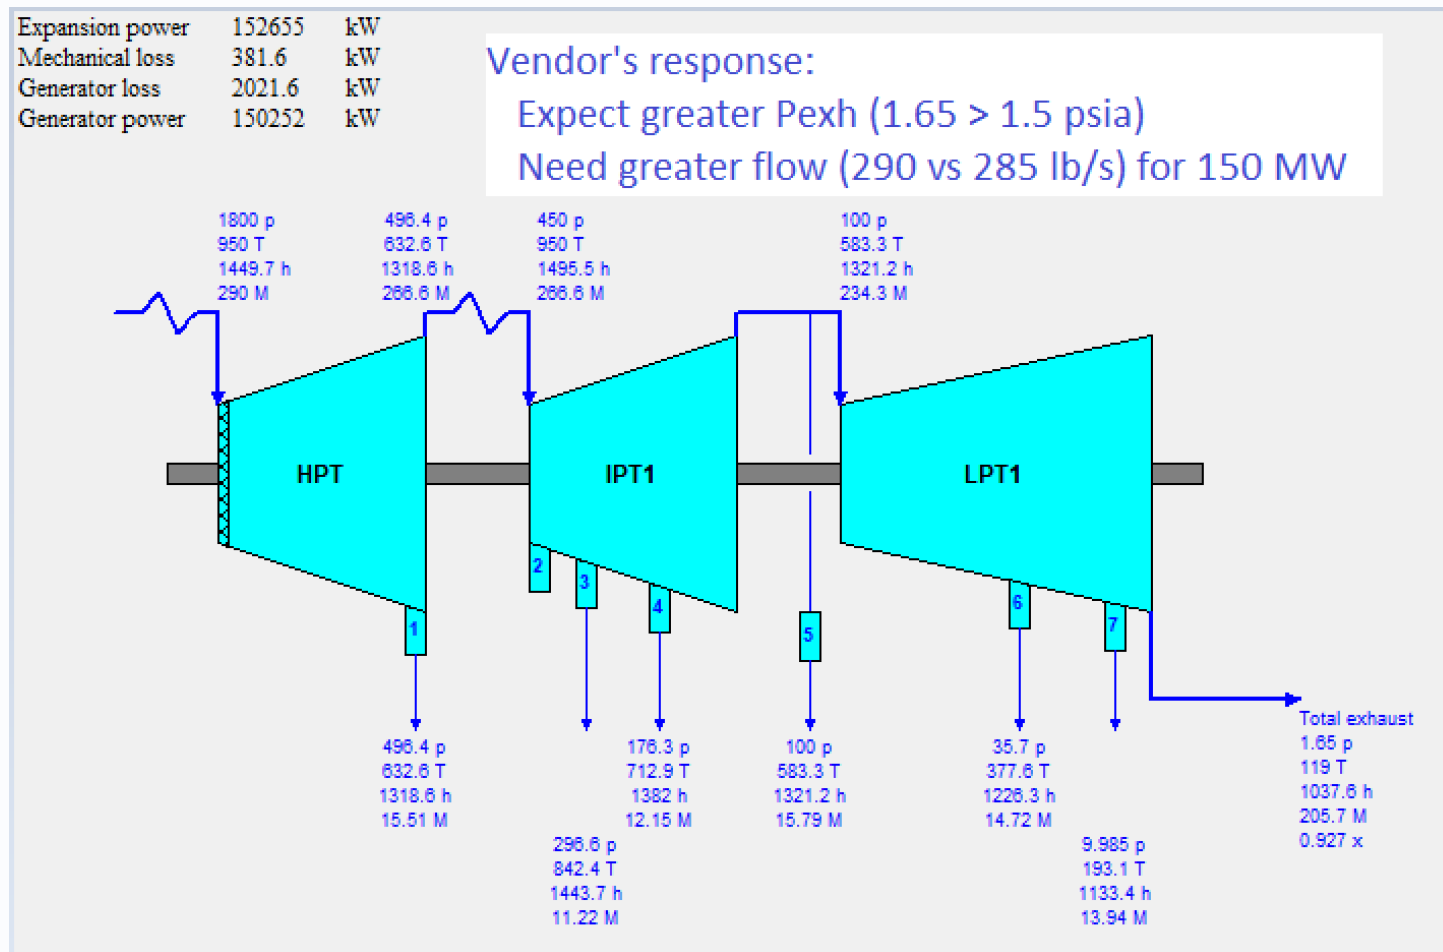 Expansion power 152655 kW
Mechanical loss 381.6 kW
Generator loss 2021.6 kW
Generator power 150252 kW
Vendor's response:
Expect greater Pexh (1.65 > 1.5 psia)
Need greater flow (290 vs 285 lb/s) for 150 MW
1800 p
950 T
1449.7 h
290 M
496.4 p
632.6 T
1318.6 h
266.6 M
450 p
950 T
1495.5 h
266.6 M
100 p
583.3 T
1321.2 h
234.3 M
HPT
IPT1
LPT1
1
2
3
4
5
6
7
496.4 p
632.6 T
1318.6 h
15.51 M
296.6 p
842.4 T
1443.7 h
11.22 M
176.3 p
712.9 T
1382 h
12.15 M
100 p
583.3 T
1321.2 h
15.79 M
35.7 p
377.6 T
1226.3 h
14.72 M
9.985 p
193.1 T
1133.4 h
13.94 M
Total exhaust
1.65 p
119 T
1037.6 h
205.7 M
0.927 x